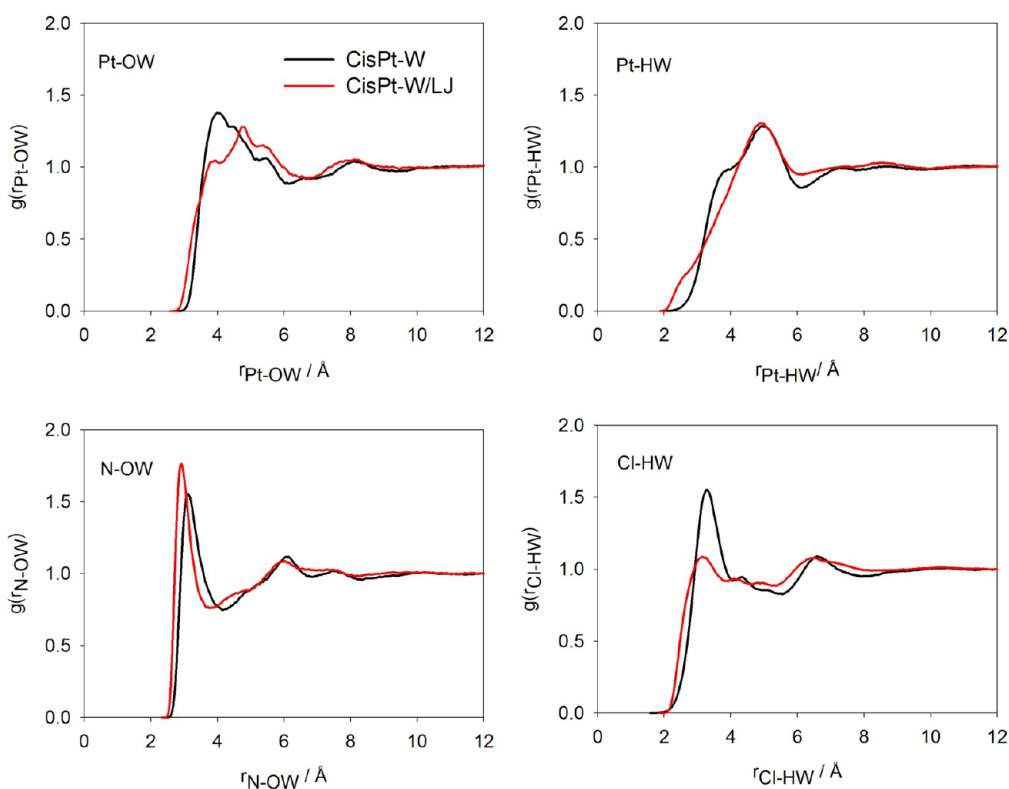 2.0
Pt-OW
CisPt-W
CisPt-W/LJ
1.5
g(rPt-OW)
1.0
0.5
0.0
0 2 4 6 8 10 12
rPt-OW / Å
2.0
Pt-HW
1.5
g(rPt-HW)
1.0
0.5
0.0
0 2 4 6 8 10 12
rPt-HW/ Å
2.0
N-OW
1.5
g(rN-OW)
1.0
0.5
0.0
0 2 4 6 8 10 12
rN-OW / Å
2.0
Cl-HW
1.5
g(rCl-HW)
1.0
0.5
0.0
0 2 4 6 8 10 12
rCl-HW / Å